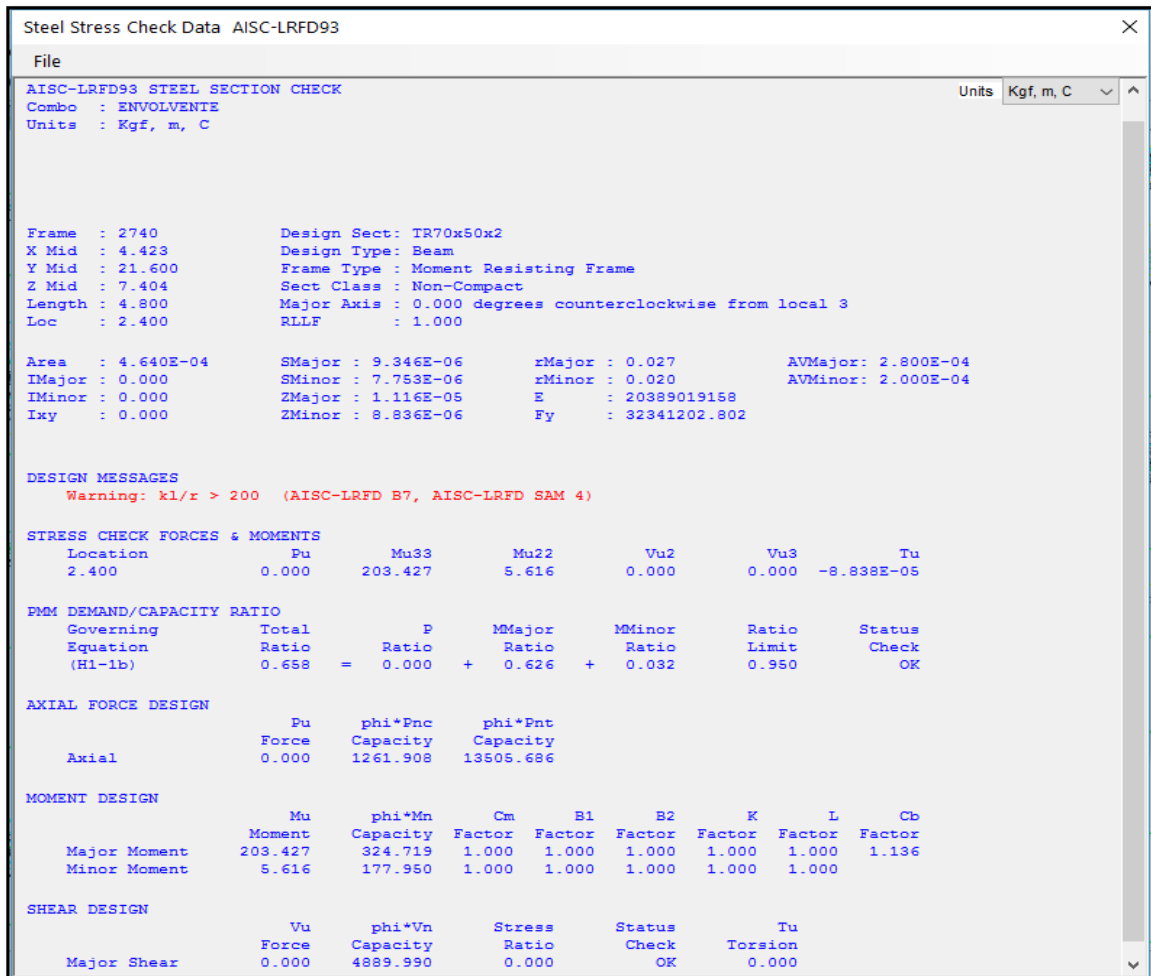 Steel Stress Check Data AISC-LRFD93
File
AISC-LRFD93 STEEL SECTION CHECK Units Kgf, m, C
Combo : ENVOLVENTE
Units : Kgf, m, C
Frame : 2740 Design Sect: TR70x50x2
X Mid : 4.423 Design Type: Beam
Y Mid : 21.600 Frame Type : Moment Resisting Frame
Z Mid : 7.404 Sect Class : Non-Compact
Length : 4.800 Major Axis : 0.000 degrees counterclockwise from local 3
Loc : 2.400 RLLF : 1.000
Area : 4.640E-04 SMajor : 9.346E-06 rMajor : 0.027 AVMajor: 2.800E-04
IMajor : 0.000 SMinor : 7.753E-06 rMinor : 0.020 AVMinor: 2.000E-04
IMinor : 0.000 ZMajor : 1.116E-05 E : 20389019158
Ixy : 0.000 ZMinor : 8.836E-06 Fy : 32341202.802
DESIGN MESSAGES
Warning: kl/r > 200 (AISC-LRFD B7, AISC-LRFD SAM 4)
STRESS CHECK FORCES & MOMENTS
Location Pu Mu33 Mu22 Vu2 Vu3 Tu
2.400 0.000 203.427 5.616 0.000 0.000 -8.838E-05
PMM DEMAND/CAPACITY RATIO
Governing Total P MMajor MMinor Ratio Status
Equation Ratio Ratio Ratio Ratio Limit Check
(H1-1b) 0.658 = 0.000 + 0.626 + 0.032 0.950 OK
AXIAL FORCE DESIGN
Pu phi*Pnc phi*Pnt
Force Capacity Capacity
Axial 0.000 1261.908 13505.686
MOMENT DESIGN
Mu phi*Mn Cm B1 B2 K L Cb
Moment Capacity Factor Factor Factor Factor Factor Factor
Major Moment 203.427 324.719 1.000 1.000 1.000 1.000 1.000 1.136
Minor Moment 5.616 177.950 1.000 1.000 1.000 1.000 1.000
SHEAR DESIGN
Vu phi*Vn Stress Status Tu
Force Capacity Ratio Check Torsion
Major Shear 0.000 4889.990 0.000 OK 0.000